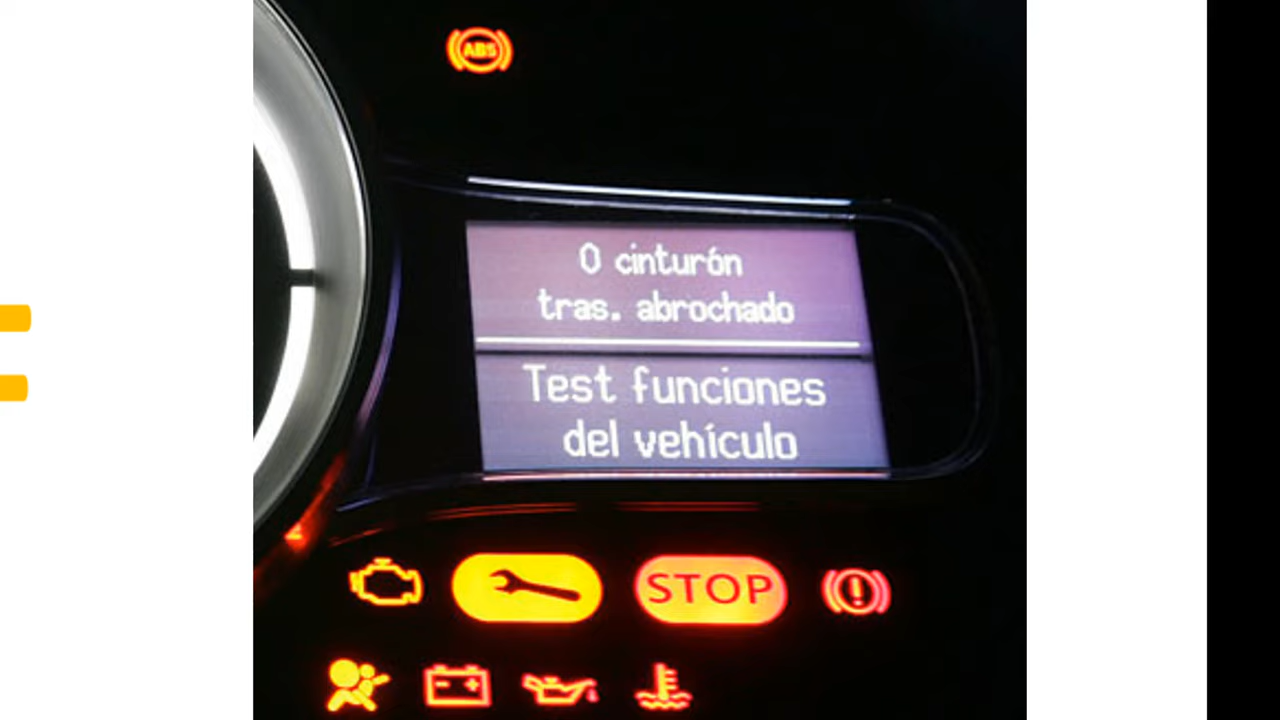 ABS
0 cinturón
tras. abrochado
Test funciones
del vehículo
STOP